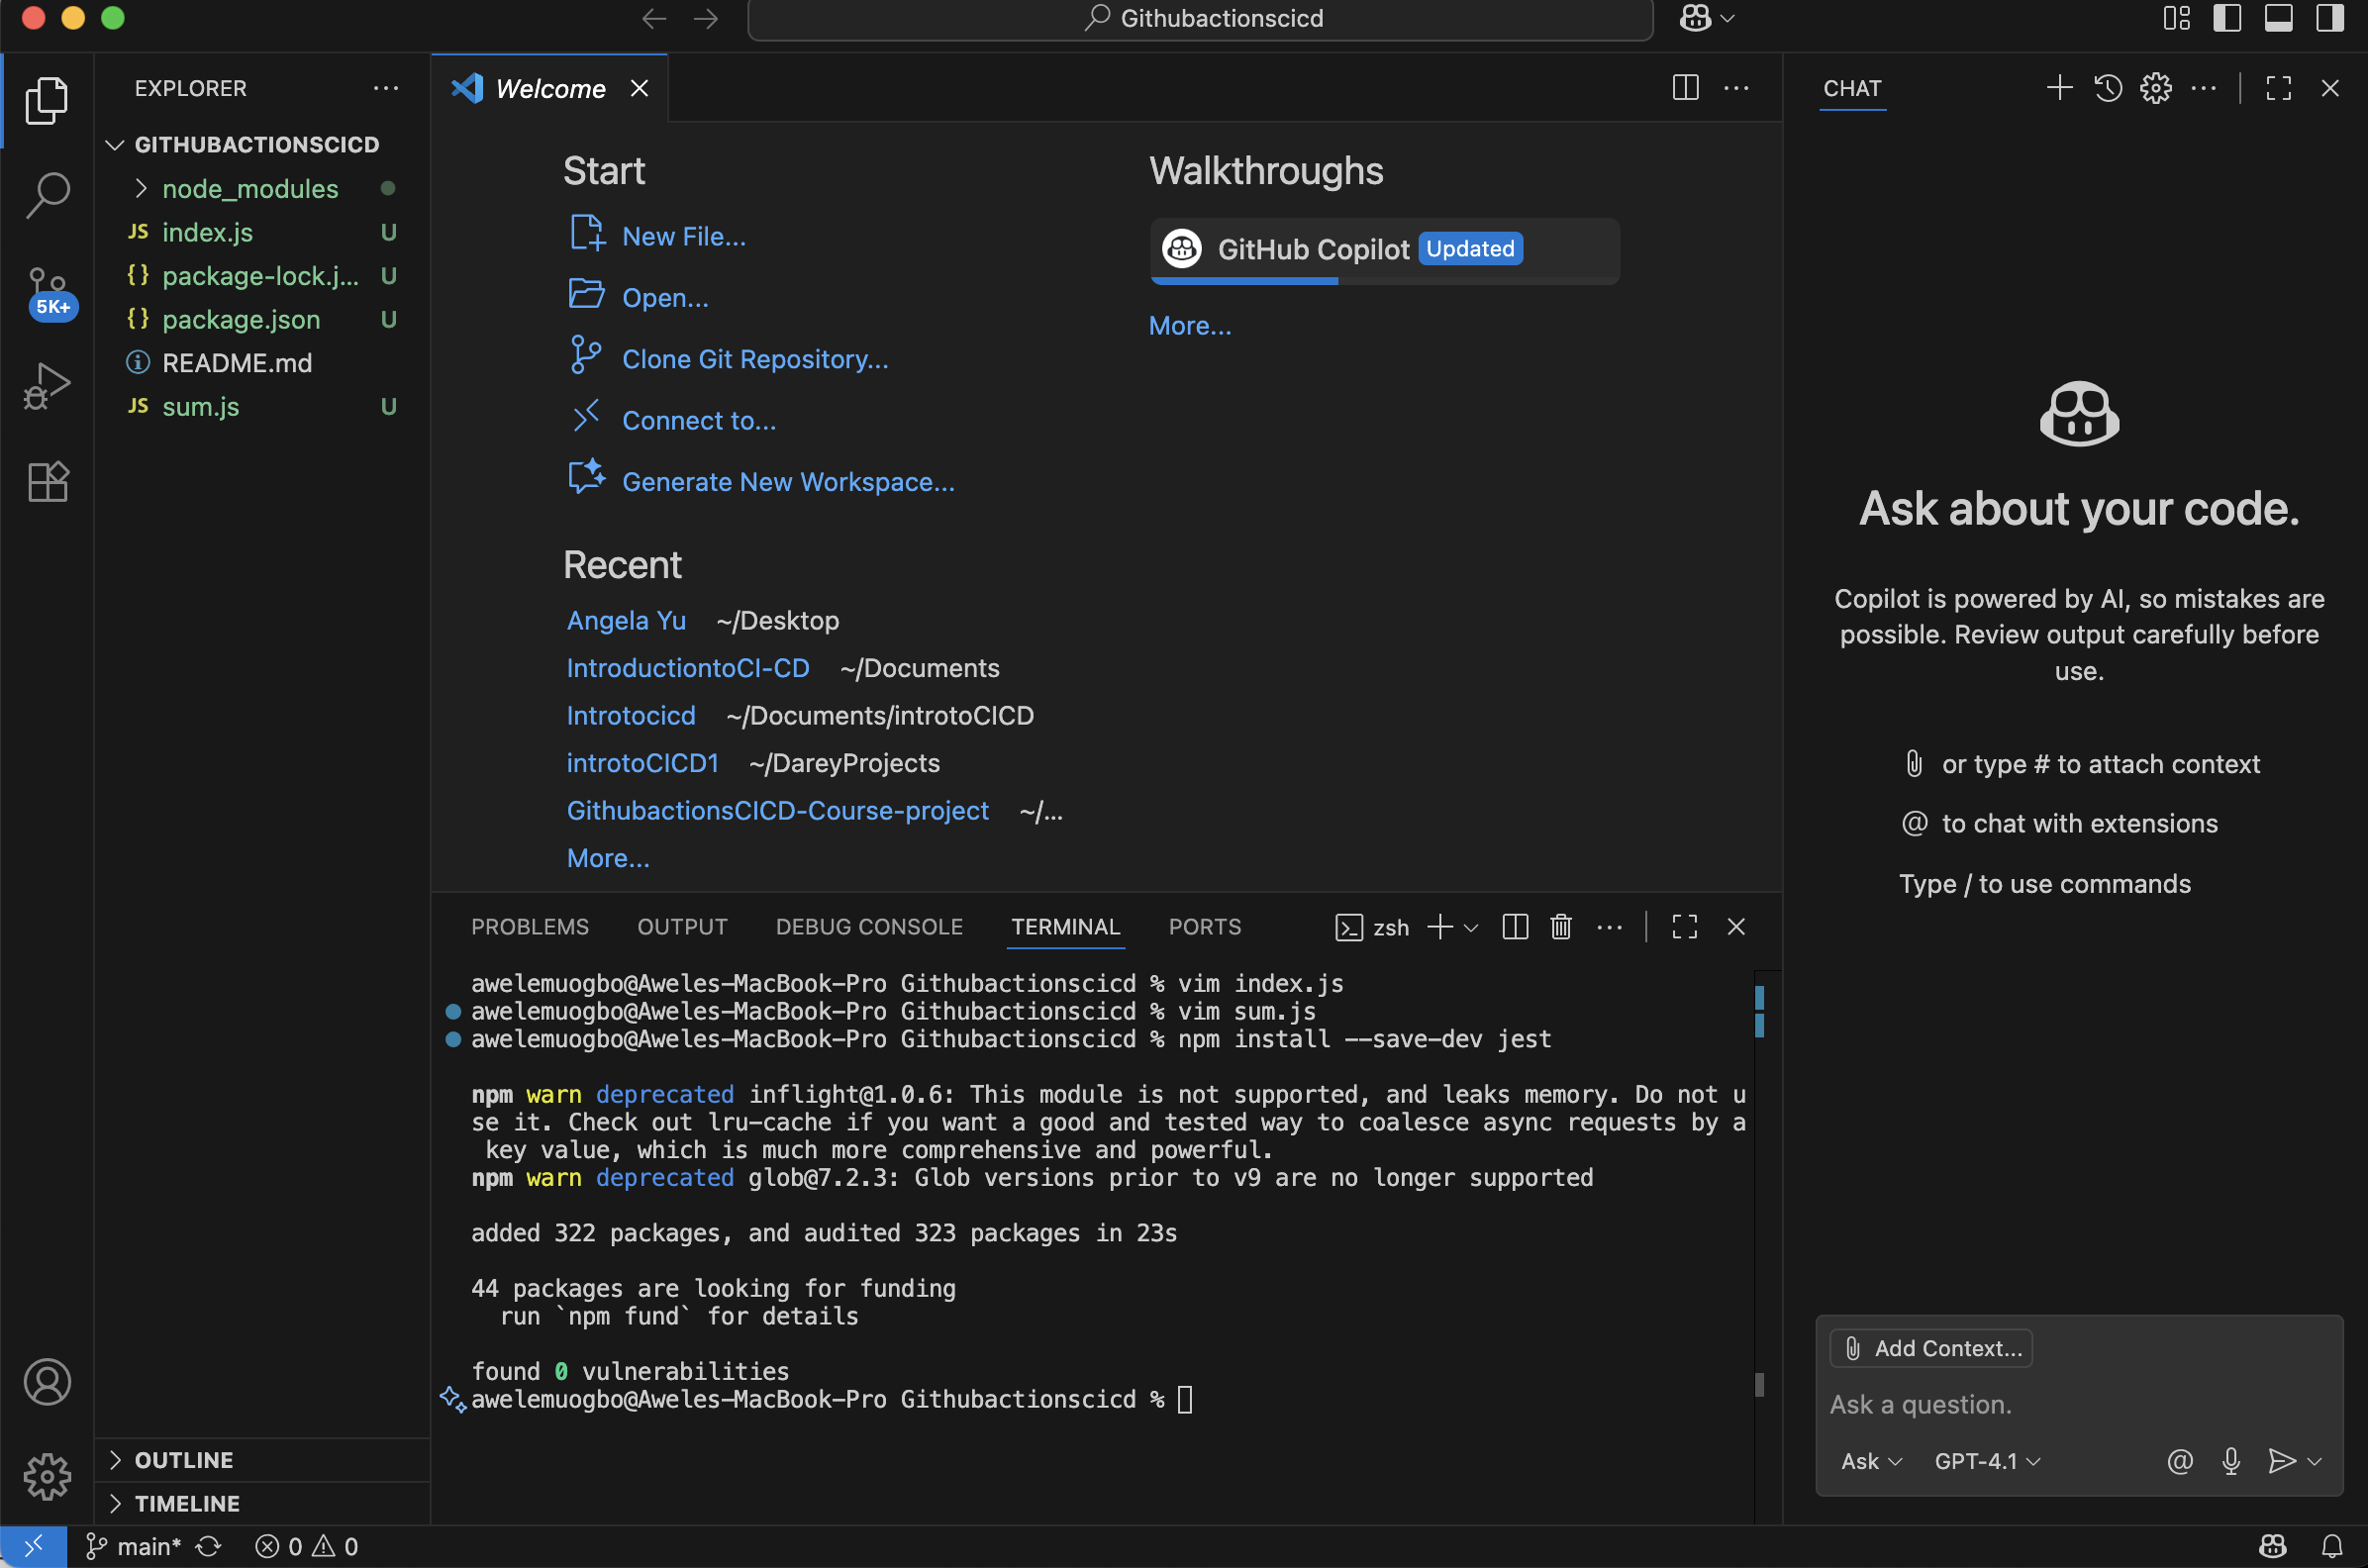 Githubactionscicd
EXPLORER
GITHUBACTIONSCICD
node_modules
JS index.js U
{} package-lock.j... U
{} package.json U
README.md
JS sum.js U
5K+
OUTLINE
TIMELINE
Welcome
Start
New File...
Open...
Clone Git Repository...
Connect to...
Generate New Workspace...
Recent
Angela Yu ~/Desktop
IntroductiontoCI-CD ~/Documents
Introtocicd ~/Documents/introtoCICD
introtoCICD1 ~/DareyProjects
GithubactionsCICD-Course-project ~/...
More...
Walkthroughs
GitHub Copilot Updated
More...
PROBLEMS OUTPUT DEBUG CONSOLE TERMINAL PORTS zsh
awelemuogbo@Aweles-MacBook-Pro Githubactionscicd % vim index.js
awelemuogbo@Aweles-MacBook-Pro Githubactionscicd % vim sum.js
awelemuogbo@Aweles-MacBook-Pro Githubactionscicd % npm install --save-dev jest
npm warn deprecated inflight@1.0.6: This module is not supported, and leaks memory. Do not u
se it. Check out lru-cache if you want a good and tested way to coalesce async requests by a
key value, which is much more comprehensive and powerful.
npm warn deprecated glob@7.2.3: Glob versions prior to v9 are no longer supported
added 322 packages, and audited 323 packages in 23s
44 packages are looking for funding
run `npm fund` for details
found 0 vulnerabilities
awelemuogbo@Aweles-MacBook-Pro Githubactionscicd %
CHAT
Ask about your code.
Copilot is powered by AI, so mistakes are
possible. Review output carefully before
use.
or type # to attach context
@ to chat with extensions
Type / to use commands
Add Context...
Ask a question.
Ask GPT-4.1 @
main* 0 0